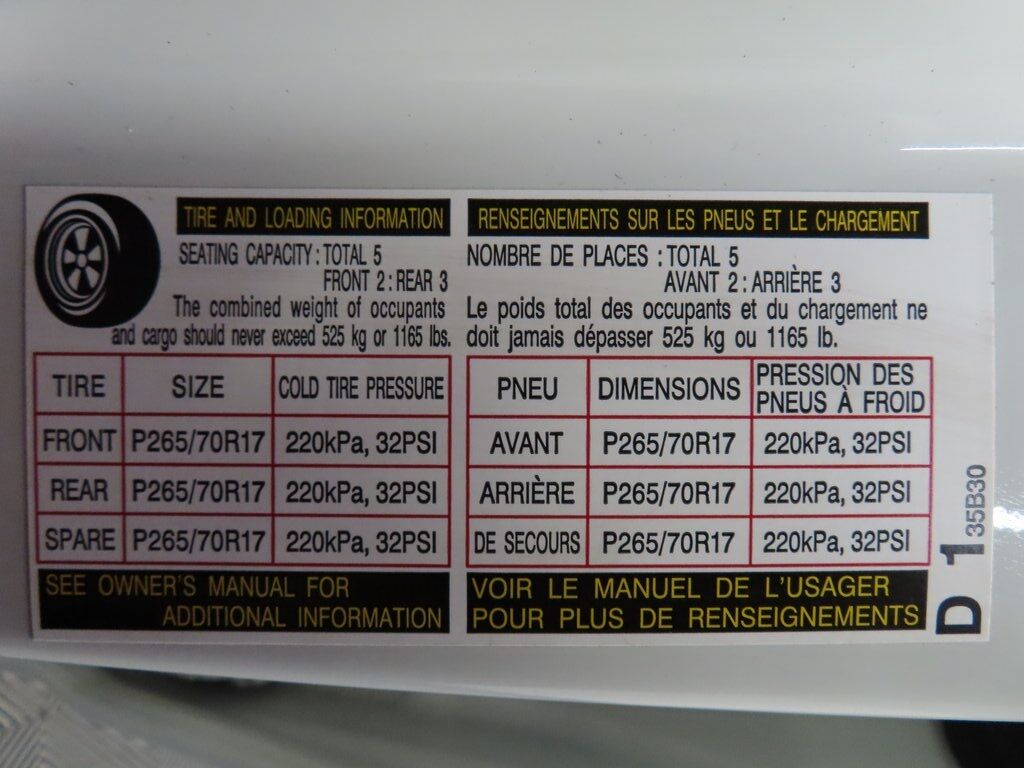 TIRE AND LOADING INFORMATION
SEATING CAPACITY : TOTAL 5
FRONT 2 : REAR 3
The combined weight of occupants
and cargo should never exceed 525 kg or 1165 lbs.
TIRE SIZE COLD TIRE PRESSURE
FRONT P265/70R17 220kPa, 32PSI
REAR P265/70R17 220kPa, 32PSI
SPARE P265/70R17 220kPa, 32PSI
SEE OWNER'S MANUAL FOR
ADDITIONAL INFORMATION
RENSEIGNEMENTS SUR LES PNEUS ET LE CHARGEMENT
NOMBRE DE PLACES : TOTAL 5
AVANT 2 : ARRIÈRE 3
Le poids total des occupants et du chargement ne
doit jamais dépasser 525 kg ou 1165 lb.
PNEU DIMENSIONS PRESSION DES
PNEUS À FROID
AVANT P265/70R17 220kPa, 32PSI
ARRIÈRE P265/70R17 220kPa, 32PSI
DE SECOURS P265/70R17 220kPa, 32PSI
VOIR LE MANUEL DE L'USAGER
POUR PLUS DE RENSEIGNEMENTS
D 1 35B30